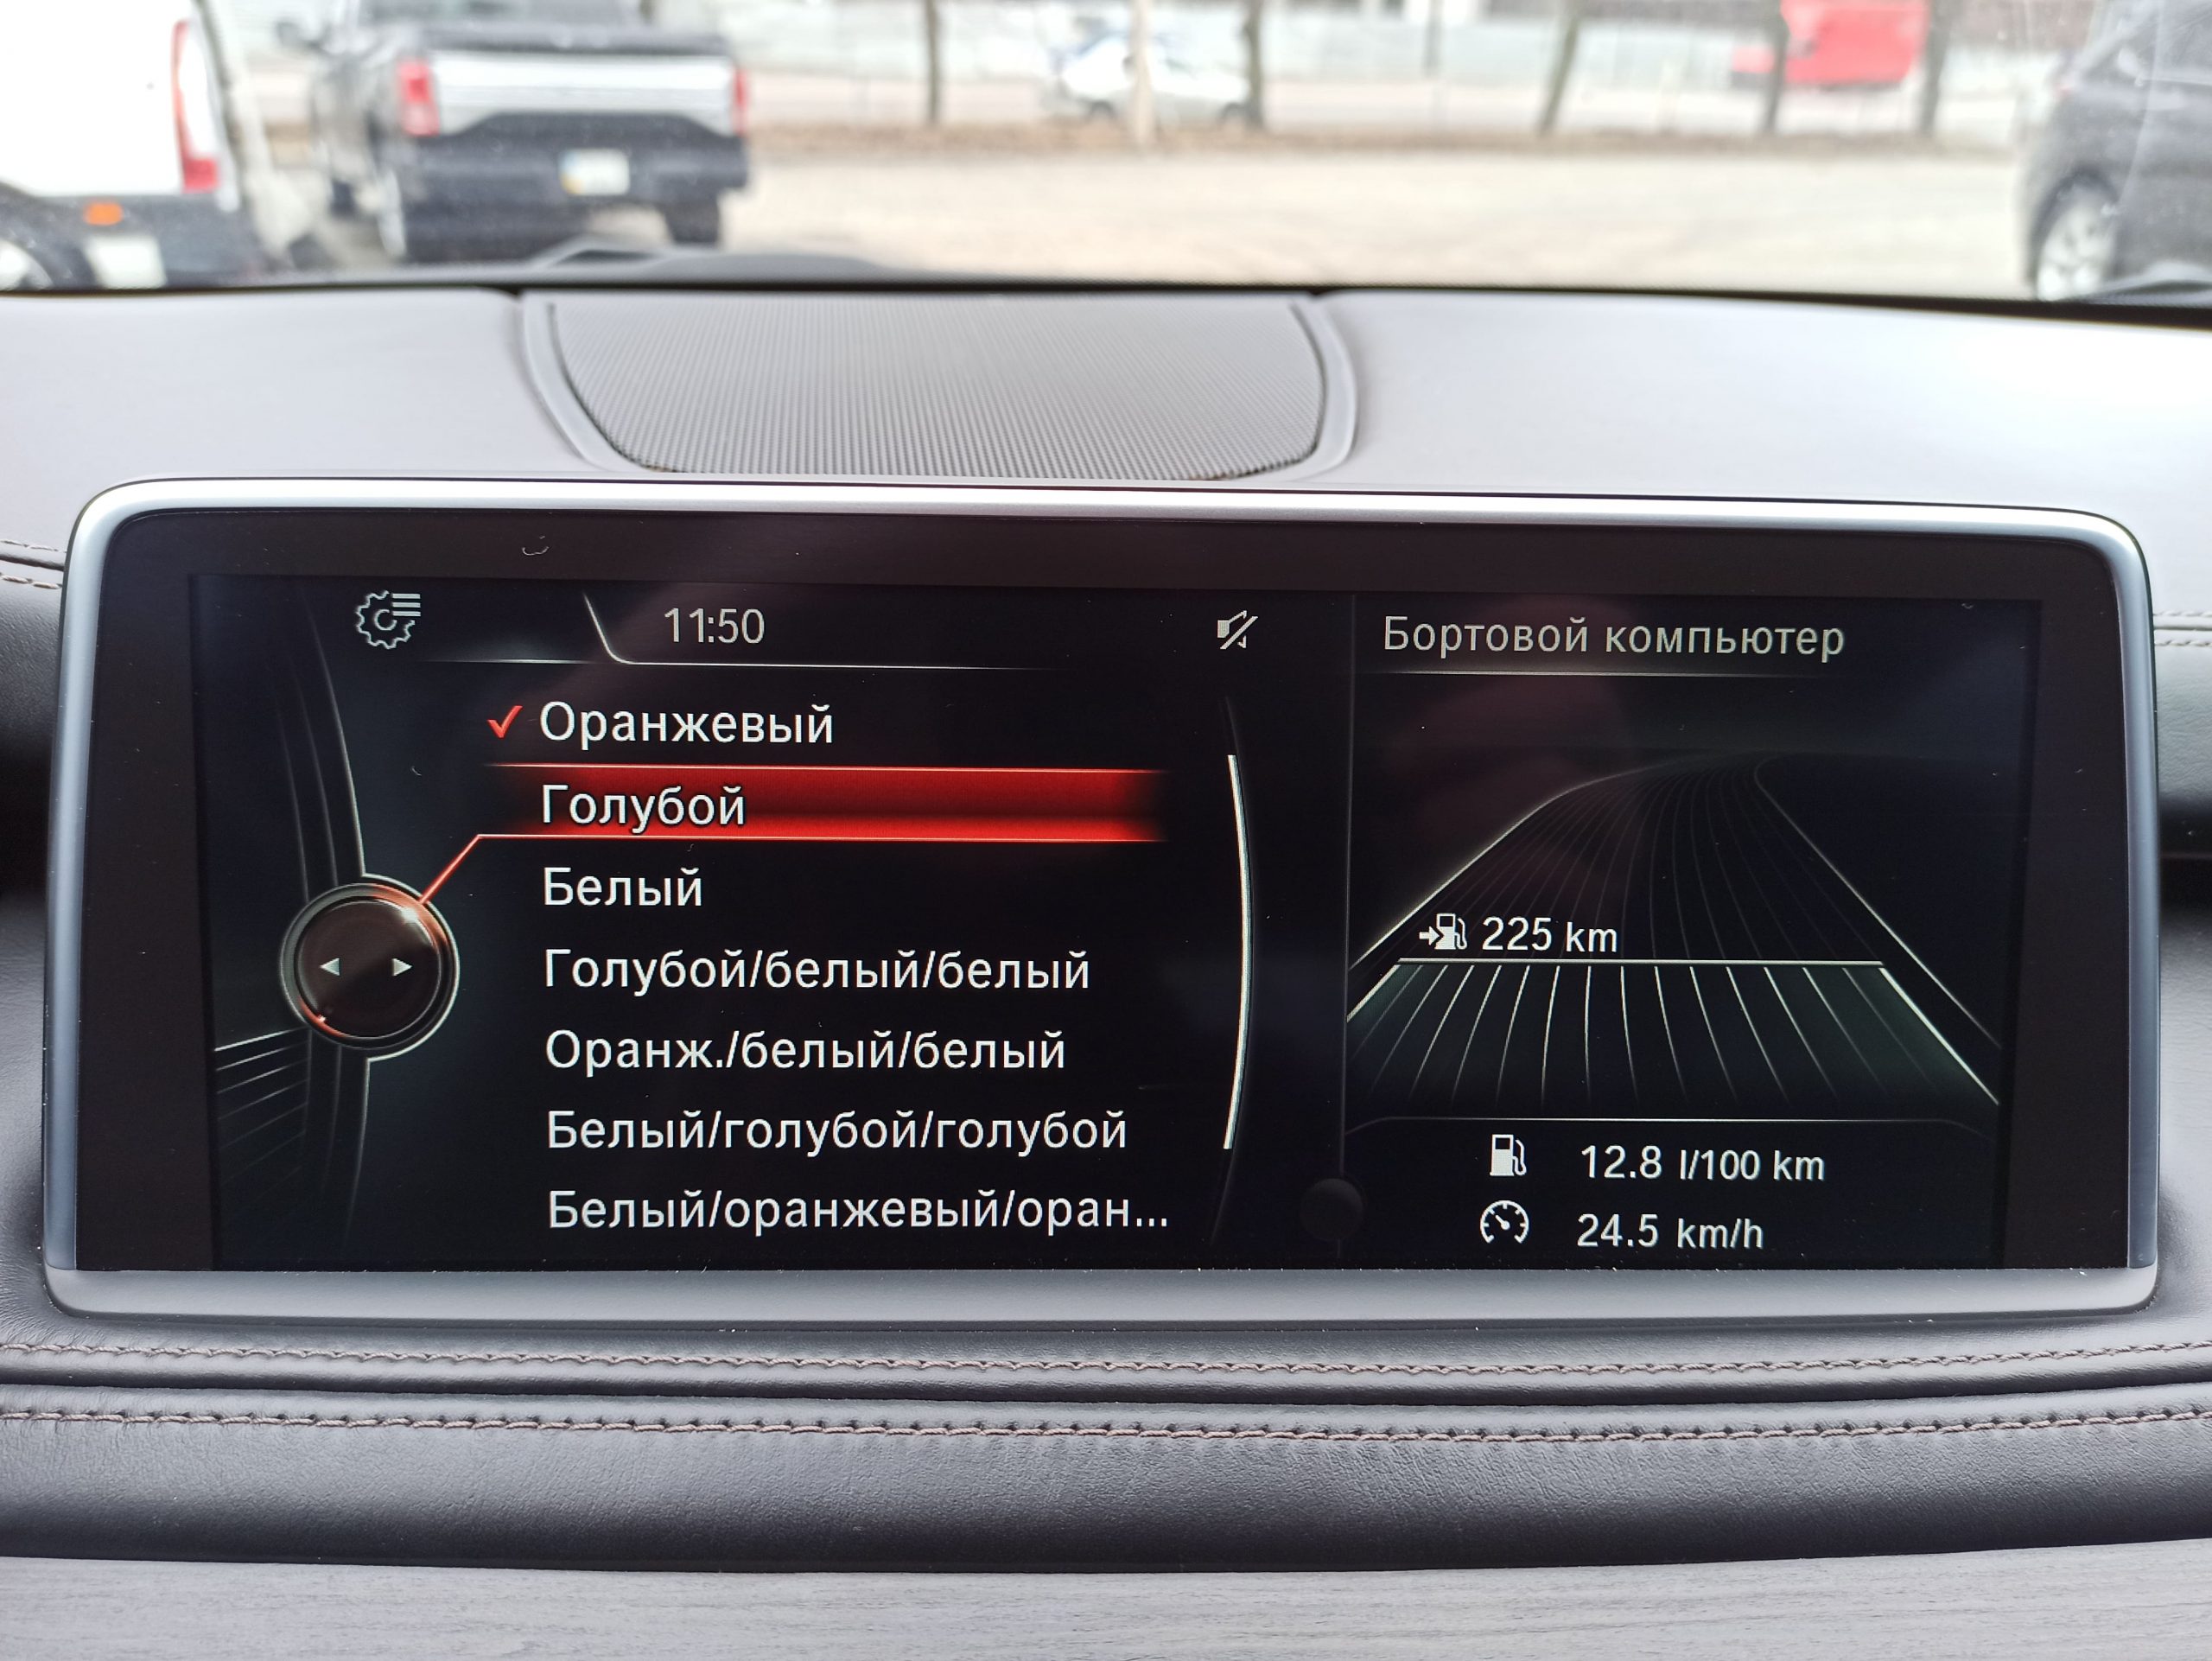 11:50
Оранжевый
Голубой
Белый
Голубой/белый/белый
Оранж./белый/белый
Белый/голубой/голубой
Белый/оранжевый/оран...
Бортовой компьютер
225 km
12.8 l/100 km
24.5 km/h